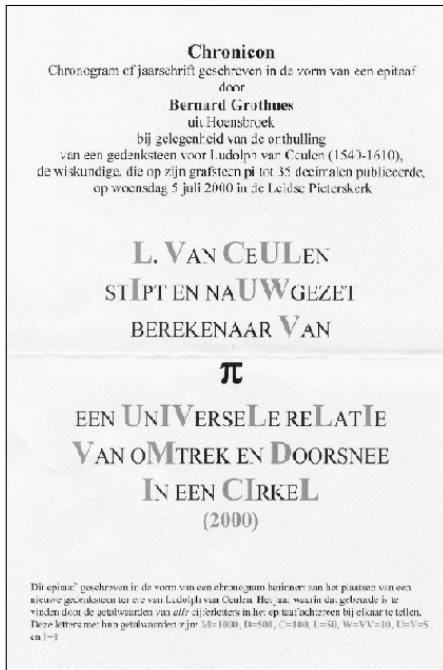 Chronicon
Chronogram of jaarschrift geschreven in de vorm van een epitaaf
door
Bernard Grothues
uit Hoensbroek
bij gelegenheid van de onthulling
van een gedenksteen voor Ludolph van Ceulen (1540-1610),
de wiskundige, die op zijn grafsteen pi tot 35 decimalen publiceerde,
op woensdag 5 juli 2000 in de Leidse Pieterskerk
L. VAN CEULEN
STIPT EN NAUWGEZET
BEREKENAAR VAN
π
EEN UNIVERSELE RELATIE
VAN OMTREK EN DOORSNEE
IN EEN CIRKEL
(2000)
Dit epitaaf geschreven in de vorm van een chronogram herinnert aan het plaatsen van een
nieuwe gedenksteen ter ere van Ludolph van Ceulen. Het jaar waarin dat gebeurde is te
vinden door de getalwaarden van alle cijferletters in het epitaaf achtereen bij elkaar te tellen.
Deze letters met hun getalwaarden zijn: M=1000, D=500, C=100, L=50, W=VV=10, U=V=5
en I=1